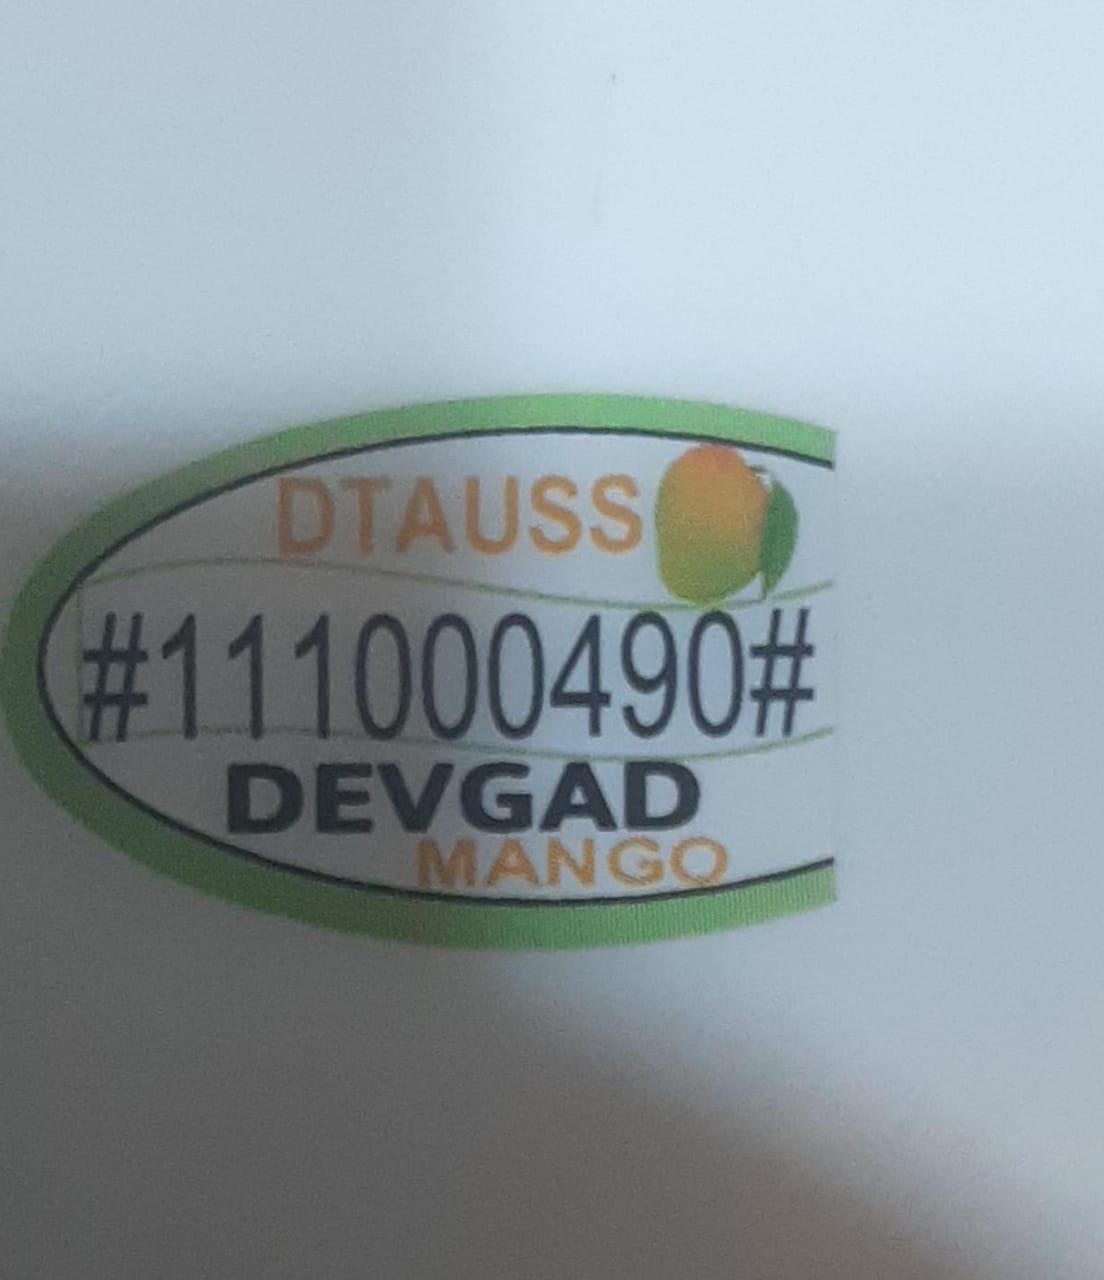 DTAUSS
#111000490#
DEVGAD
MANGO